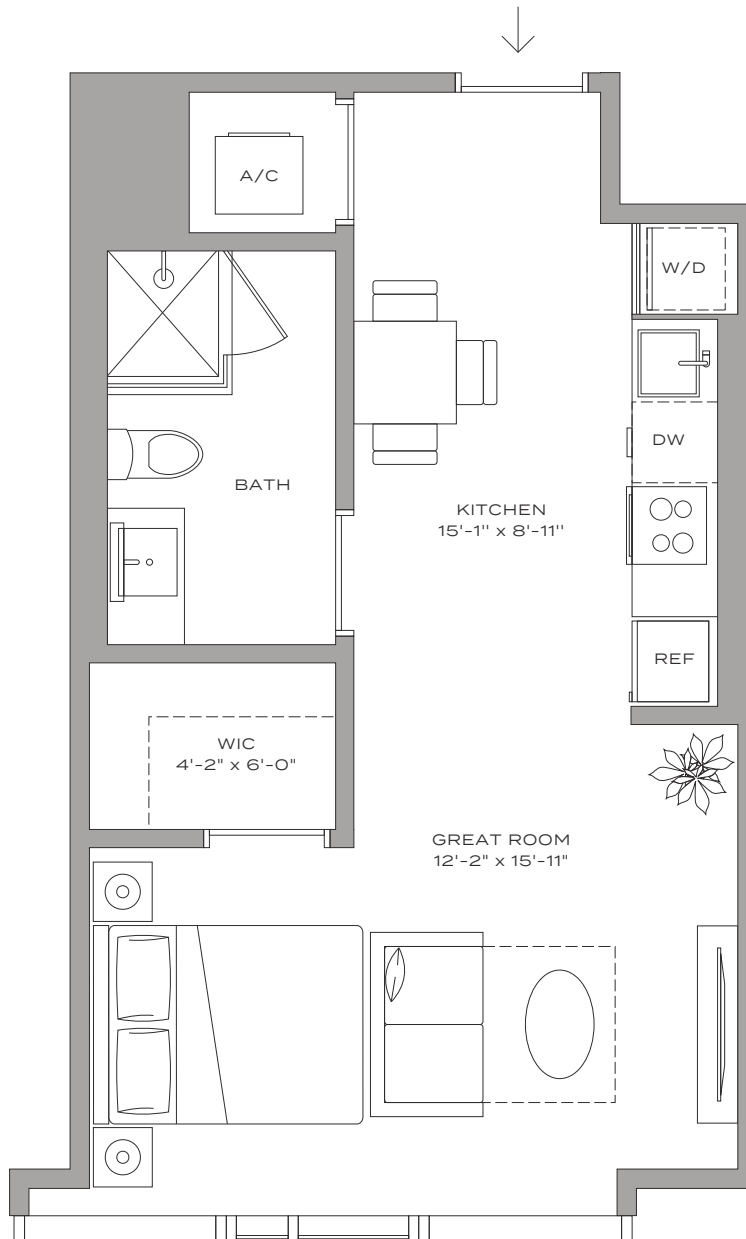 A/C
W/D
DW
BATH
KITCHEN
15'-1" x 8'-11"
REF
WIC
4'-2" x 6'-0"
GREAT ROOM
12'-2" x 15'-11"